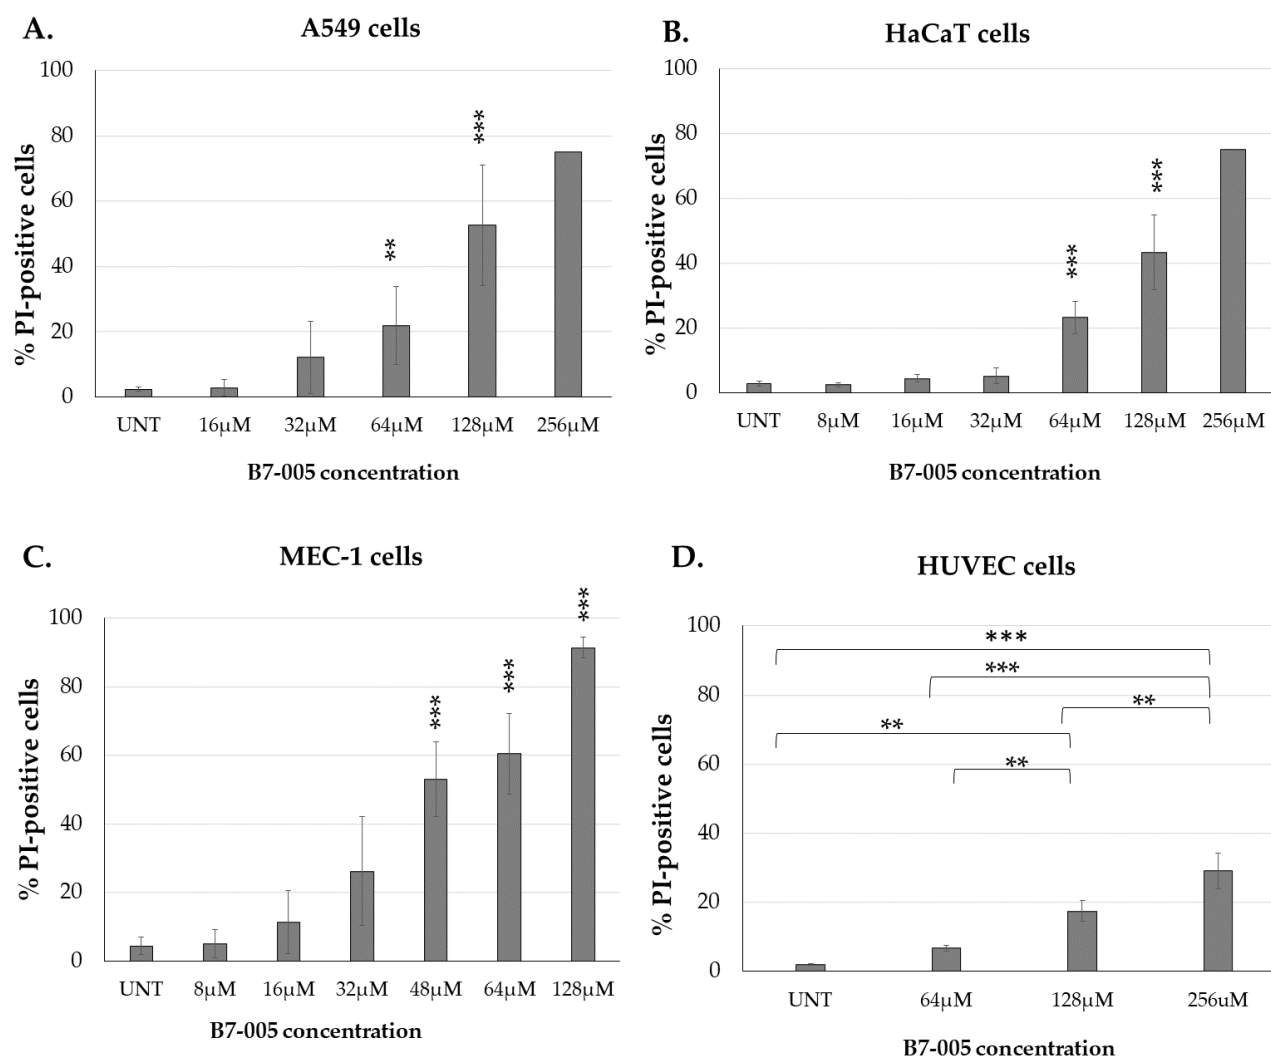 A.
A549 cells
% PI-positive cells
100
80
60
40
20
0
**
***
UNT 16µM 32µM 64µM 128µM 256µM
B7-005 concentration
B.
HaCaT cells
% PI-positive cells
100
80
60
40
20
0
***
***
UNT 8µM 16µM 32µM 64µM 128µM 256µM
B7-005 concentration
C.
MEC-1 cells
% PI-positive cells
100
80
60
40
20
0
***
***
***
UNT 8µM 16µM 32µM 48µM 64µM 128µM
B7-005 concentration
D.
HUVEC cells
% PI-positive cells
100
80
60
40
20
0
***
***
**
**
**
UNT 64µM 128µM 256uM
B7-005 concentration